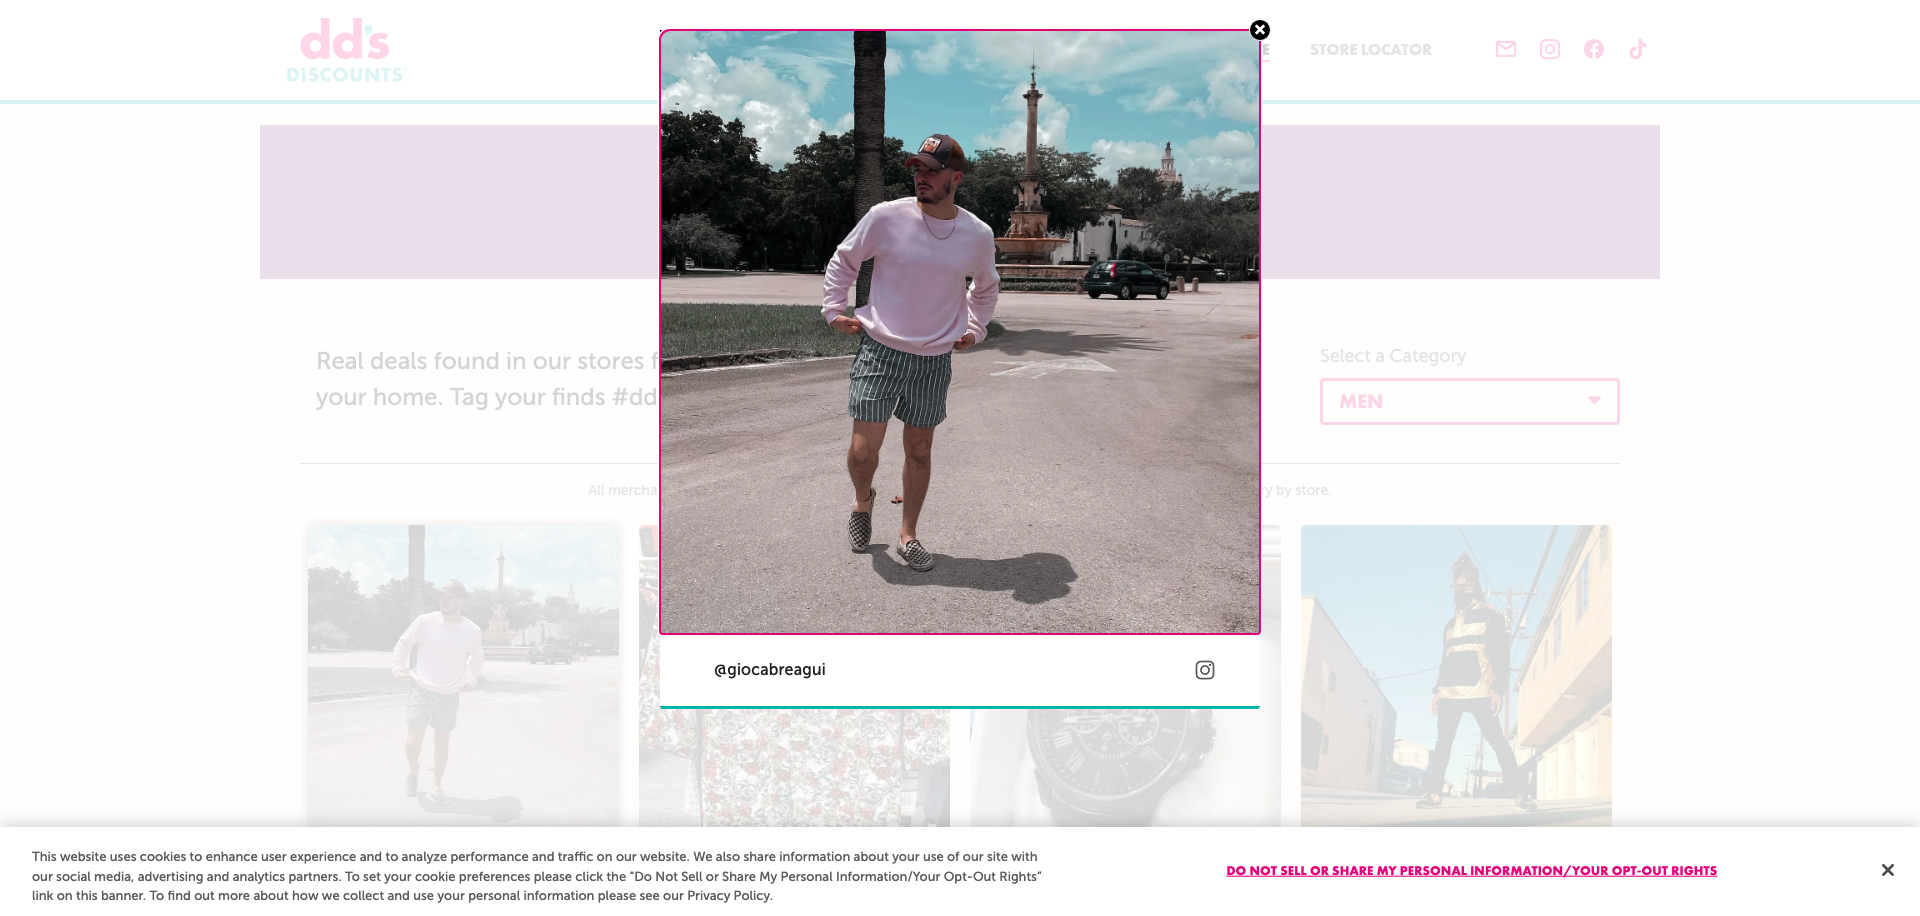 dd's
DISCOUNTS
E
STORE LOCATOR
Real deals found in our stores f
your home. Tag your finds #dd
Select a Category
MEN
All mercha
ry by store.
@giocabreagui
This website uses cookies to enhance user experience and to analyze performance and traffic on our website. We also share information about your use of our site with
our social media, advertising and analytics partners. To set your cookie preferences please click the “Do Not Sell or Share My Personal Information/Your Opt-Out Rights”
link on this banner. To find out more about how we collect and use your personal information please see our Privacy Policy.
DO NOT SELL OR SHARE MY PERSONAL INFORMATION/YOUR OPT-OUT RIGHTS